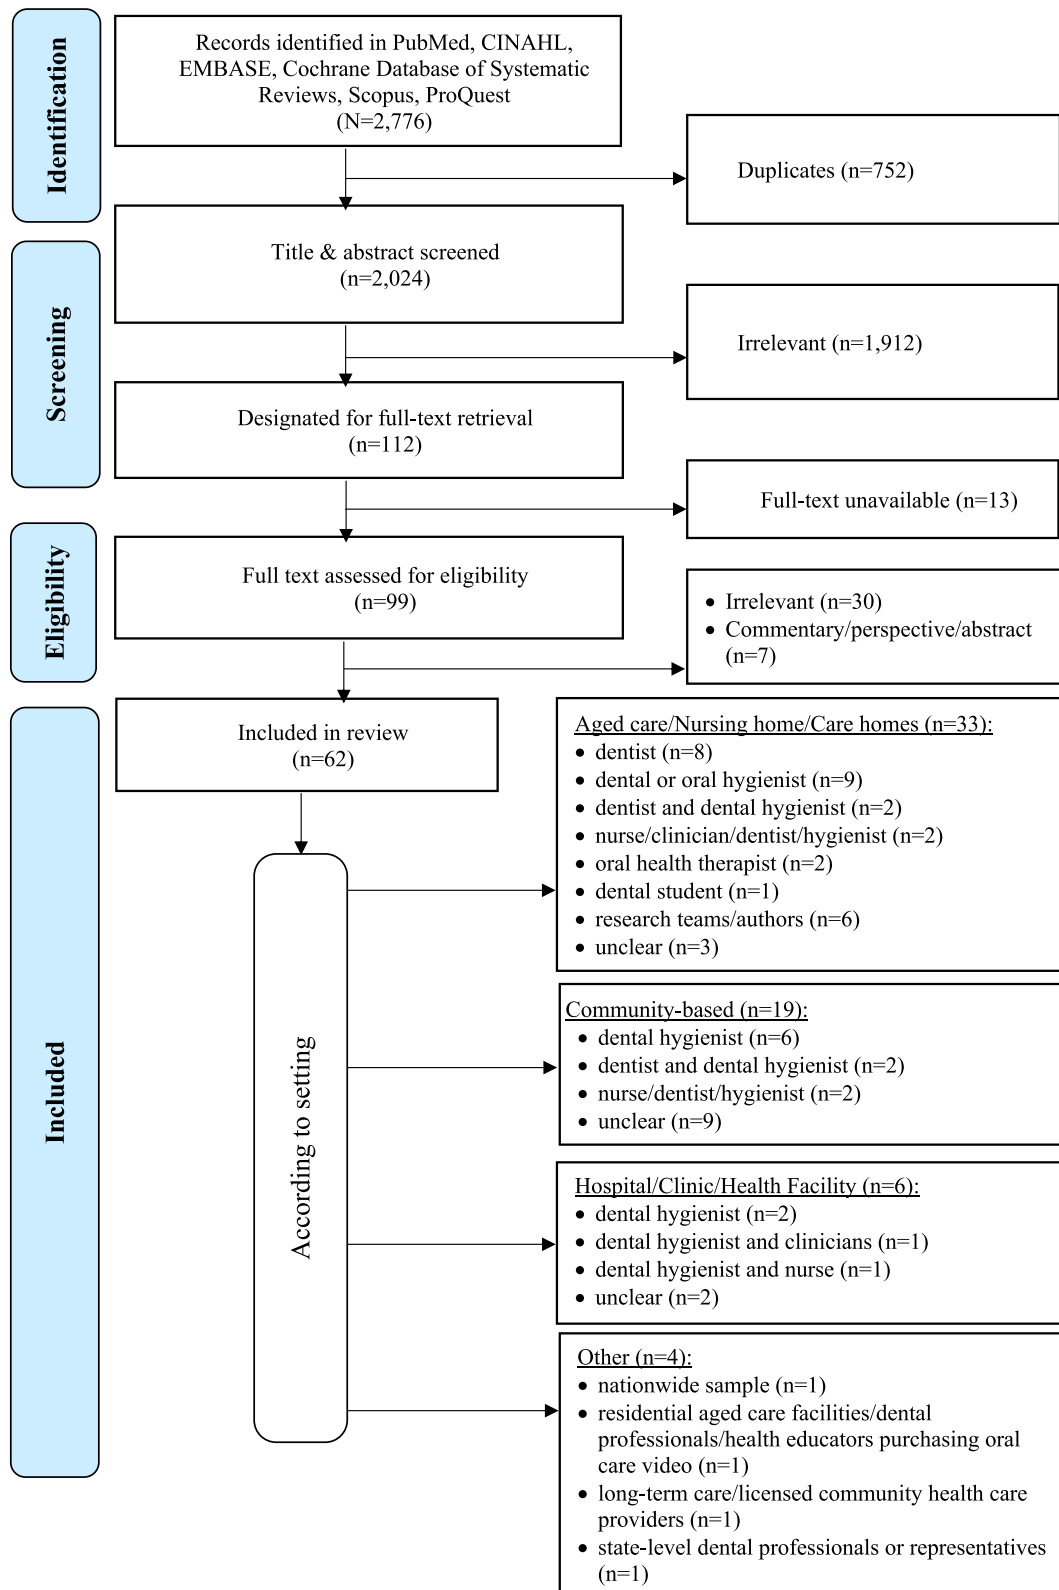 Identification
Records identified in PubMed, CINAHL,
EMBASE, Cochrane Database of Systematic
Reviews, Scopus, ProQuest
(N=2,776)
Duplicates (n=752)
Screening
Title & abstract screened
(n=2,024)
Irrelevant (n=1,912)
Designated for full-text retrieval
(n=112)
Full-text unavailable (n=13)
Eligibility
Full text assessed for eligibility
(n=99)
• Irrelevant (n=30)
• Commentary/perspective/abstract
(n=7)
Included
Included in review
(n=62)
According to setting
Aged care/Nursing home/Care homes (n=33):
• dentist (n=8)
• dental or oral hygienist (n=9)
• dentist and dental hygienist (n=2)
• nurse/clinician/dentist/hygienist (n=2)
• oral health therapist (n=2)
• dental student (n=1)
• research teams/authors (n=6)
• unclear (n=3)
Community-based (n=19):
• dental hygienist (n=6)
• dentist and dental hygienist (n=2)
• nurse/dentist/hygienist (n=2)
• unclear (n=9)
Hospital/Clinic/Health Facility (n=6):
• dental hygienist (n=2)
• dental hygienist and clinicians (n=1)
• dental hygienist and nurse (n=1)
• unclear (n=2)
Other (n=4):
• nationwide sample (n=1)
• residential aged care facilities/dental
professionals/health educators purchasing oral
care video (n=1)
• long-term care/licensed community health care
providers (n=1)
• state-level dental professionals or representatives
(n=1)